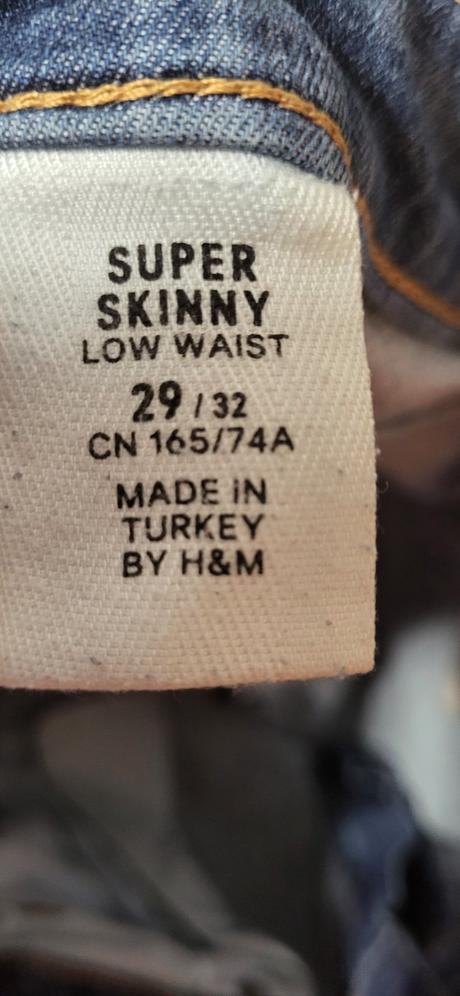 SUPER
SKINNY
LOW WAIST
29 / 32
CN 165/74A
MADE IN
TURKEY
BY H&M